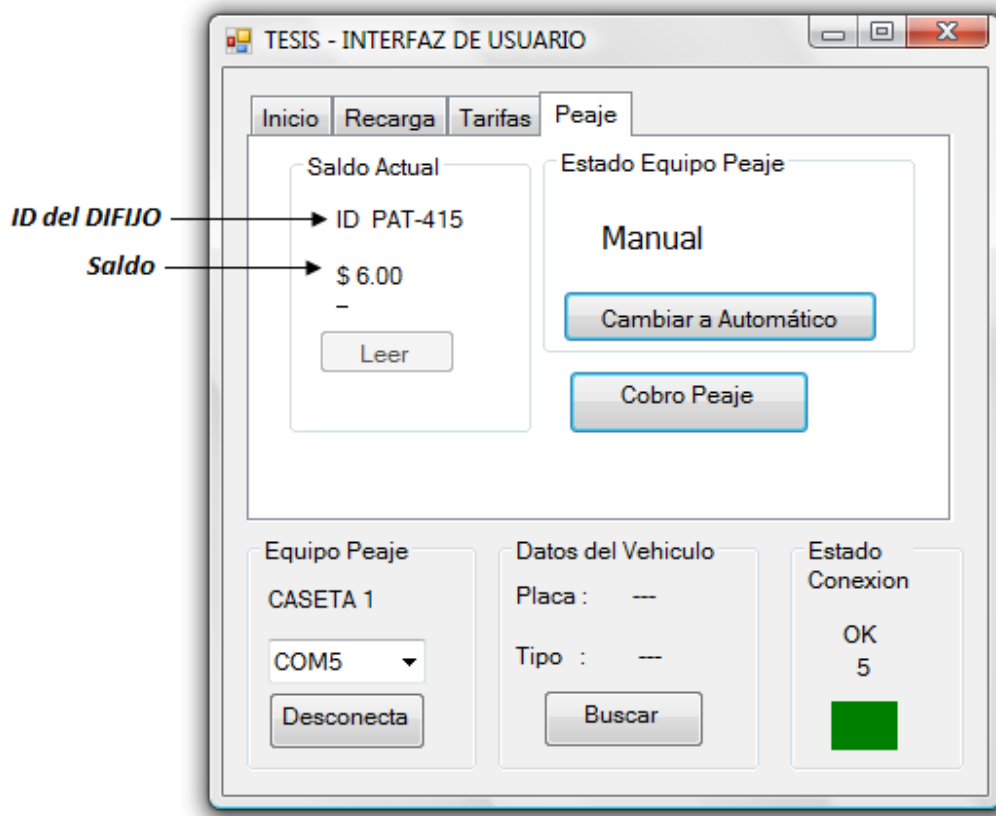 TESIS - INTERFAZ DE USUARIO
Inicio Recarga Tarifas Peaje
Saldo Actual
ID del DIFIJO
ID PAT-415
Saldo
$ 6.00
–
Leer
Estado Equipo Peaje
Manual
Cambiar a Automático
Cobro Peaje
Equipo Peaje
CASETA 1
COM5
Desconecta
Datos del Vehiculo
Placa : ---
Tipo : ---
Buscar
Estado
Conexion
OK
5